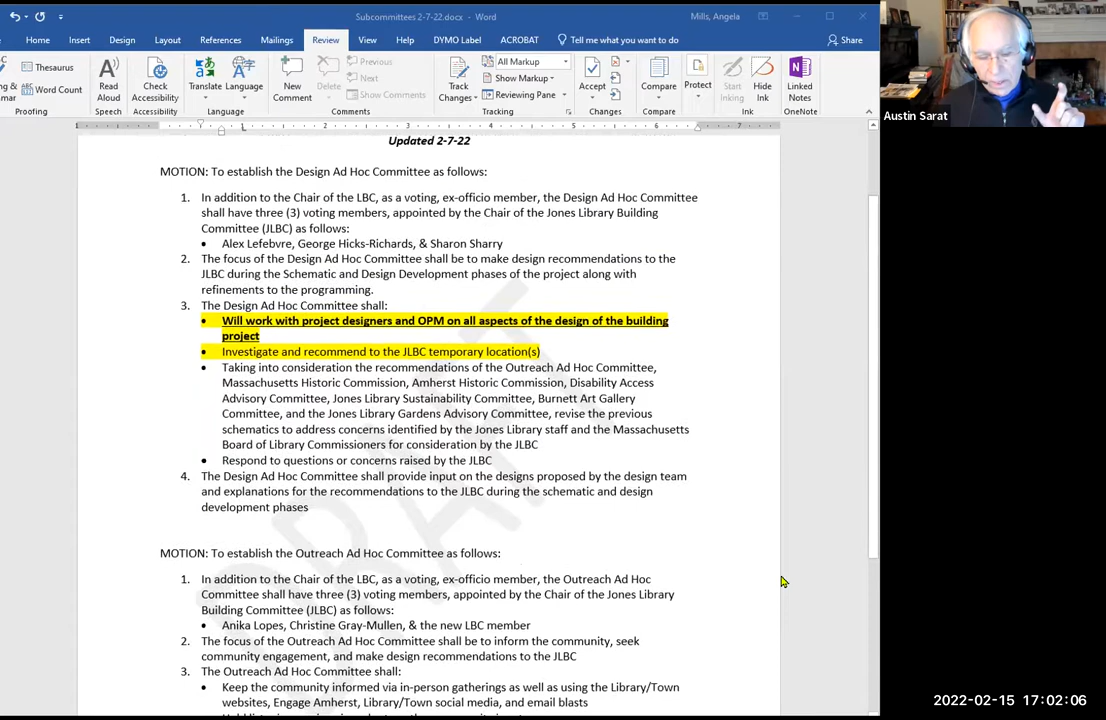 Subcommittees 2-7-22.docx - Word
Mills, Angela
Home Insert Design Layout References Mailings Review View Help DYMO Label ACROBAT Tell me what you want to do Share
Thesaurus
Word Count
Proofing
Read Aloud
Speech
Check Accessibility
Accessibility
Translate Language
Language
New Comment
Delete
Previous
Next
Show Comments
Comments
Track Changes
All Markup
Show Markup
Reviewing Pane
Tracking
Accept
Changes
Compare
Compare
Protect
Start Inking
Hide Ink
Ink
Linked Notes
OneNote
Austin Sarat
1 1 2 3 4 5 6 7
Updated 2-7-22
MOTION: To establish the Design Ad Hoc Committee as follows:
1. In addition to the Chair of the LBC, as a voting, ex-officio member, the Design Ad Hoc Committee
shall have three (3) voting members, appointed by the Chair of the Jones Library Building
Committee (JLBC) as follows:
• Alex Lefebvre, George Hicks-Richards, & Sharon Sharry
2. The focus of the Design Ad Hoc Committee shall be to make design recommendations to the
JLBC during the Schematic and Design Development phases of the project along with
refinements to the programming.
3. The Design Ad Hoc Committee shall:
• Will work with project designers and OPM on all aspects of the design of the building
project
• Investigate and recommend to the JLBC temporary location(s)
• Taking into consideration the recommendations of the Outreach Ad Hoc Committee,
Massachusetts Historic Commission, Amherst Historic Commission, Disability Access
Advisory Committee, Jones Library Sustainability Committee, Burnett Art Gallery
Committee, and the Jones Library Gardens Advisory Committee, revise the previous
schematics to address concerns identified by the Jones Library staff and the Massachusetts
Board of Library Commissioners for consideration by the JLBC
• Respond to questions or concerns raised by the JLBC
4. The Design Ad Hoc Committee shall provide input on the designs proposed by the design team
and explanations for the recommendations to the JLBC during the schematic and design
development phases
DRAFT
MOTION: To establish the Outreach Ad Hoc Committee as follows:
1. In addition to the Chair of the LBC, as a voting, ex-officio member, the Outreach Ad Hoc
Committee shall have three (3) voting members, appointed by the Chair of the Jones Library
Building Committee (JLBC) as follows:
• Anika Lopes, Christine Gray-Mullen, & the new LBC member
2. The focus of the Outreach Ad Hoc Committee shall be to inform the community, seek
community engagement, and make design recommendations to the JLBC
3. The Outreach Ad Hoc Committee shall:
• Keep the community informed via in-person gatherings as well as using the Library/Town
websites, Engage Amherst, Library/Town social media, and email blasts
2022-02-15 17:02:06